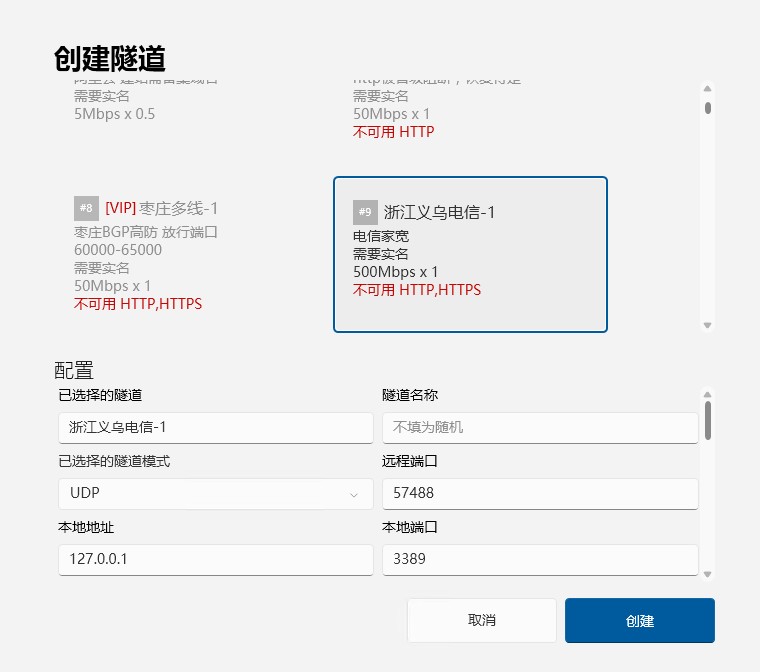 创建隧道
需要实名
5Mbps x 0.5
需要实名
50Mbps x 1
不可用 HTTP
#8 [VIP] 枣庄多线-1
枣庄BGP高防 放行端口
60000-65000
需要实名
50Mbps x 1
不可用 HTTP,HTTPS
#9 浙江义乌电信-1
电信家宽
需要实名
500Mbps x 1
不可用 HTTP,HTTPS
配置
已选择的隧道
隧道名称
浙江义乌电信-1
不填为随机
已选择的隧道模式
远程端口
UDP
57488
本地地址
本地端口
127.0.0.1
3389
取消
创建